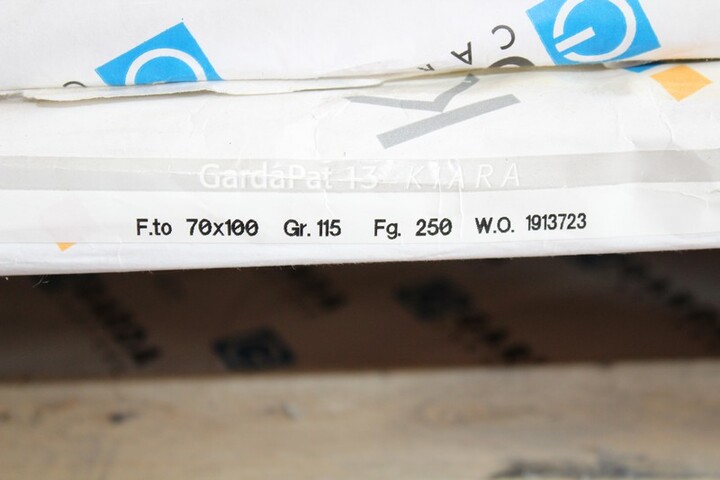 GardaPat 13 KIARA
F.to 70x100 Gr. 115 Fg. 250 W.O. 1913723